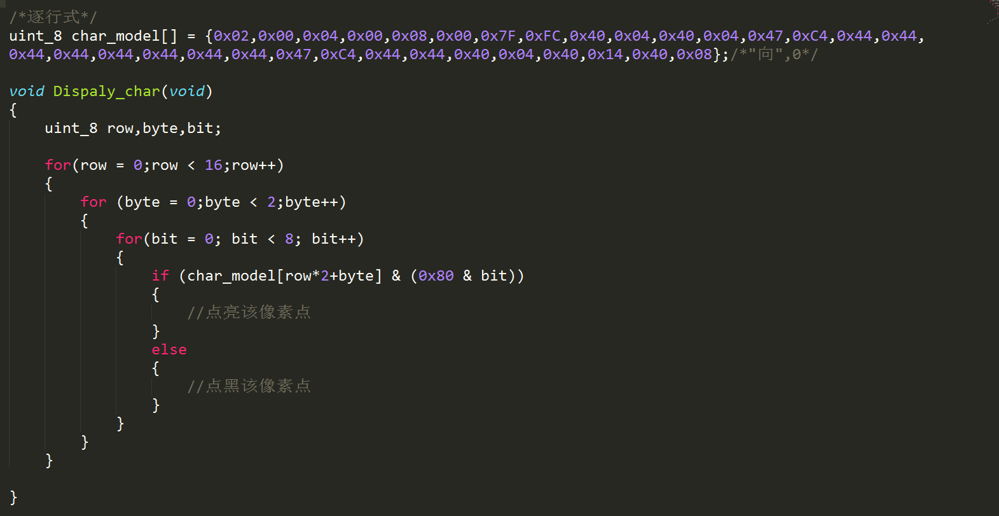 /*逐行式*/
uint_8 char_model[] = {0x02,0x00,0x04,0x00,0x08,0x00,0x7F,0xFC,0x40,0x04,0x40,0x04,0x47,0xC4,0x44,0x44,
0x44,0x44,0x44,0x44,0x44,0x44,0x47,0xC4,0x44,0x44,0x40,0x04,0x40,0x14,0x40,0x08};/*"向",0*/
void Dispaly_char(void)
{
uint_8 row,byte,bit;
for(row = 0;row < 16;row++)
{
for (byte = 0;byte < 2;byte++)
{
for(bit = 0; bit < 8; bit++)
{
if (char_model[row*2+byte] & (0x80 & bit))
{
//点亮该像素点
}
else
{
//点黑该像素点
}
}
}
}
}